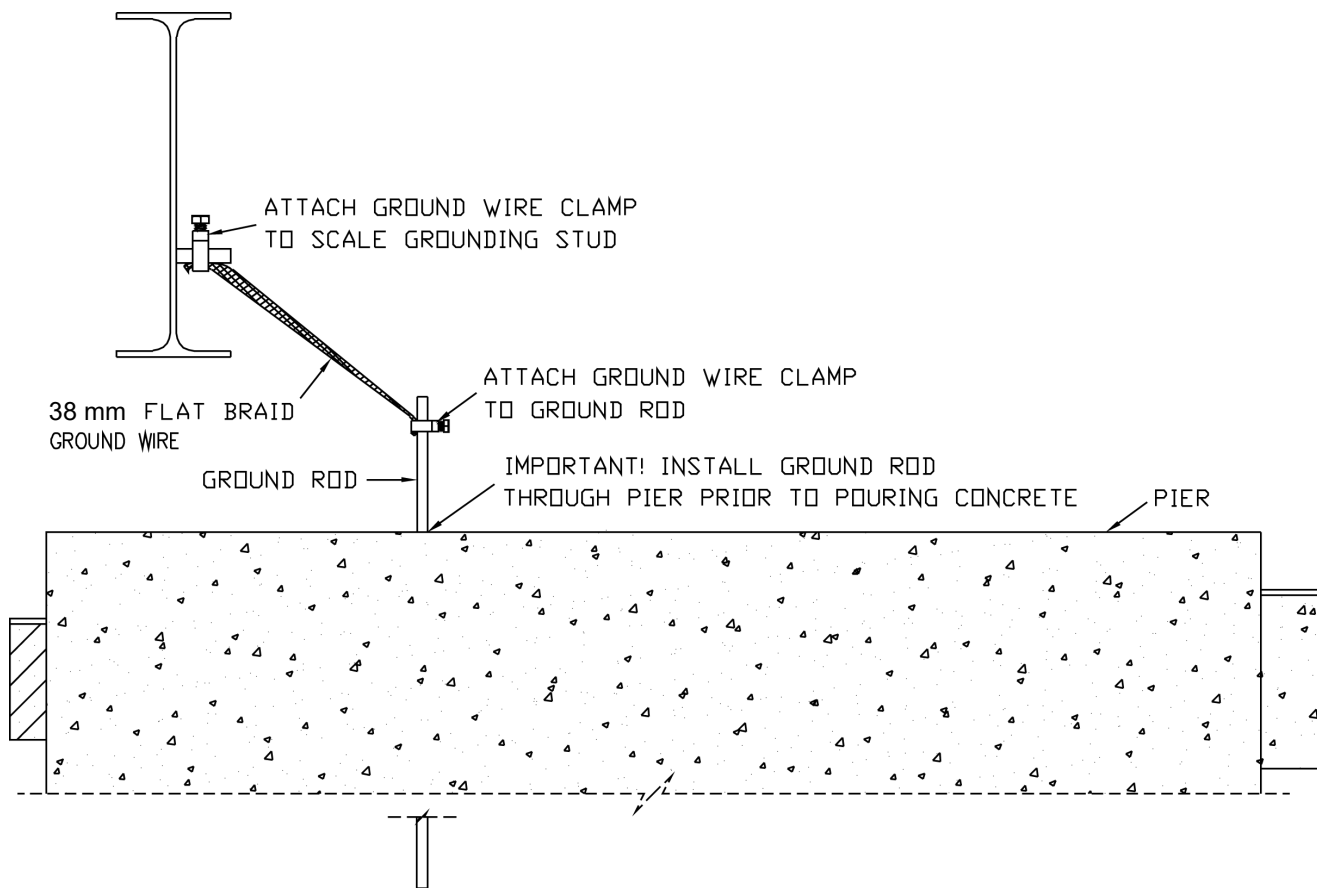 ATTACH GROUND WIRE CLAMP
TO SCALE GROUNDING STUD
ATTACH GROUND WIRE CLAMP
TO GROUND ROD
38 mm FLAT BRAID
GROUND WIRE
GROUND ROD
IMPORTANT! INSTALL GROUND ROD
THROUGH PIER PRIOR TO POURING CONCRETE
PIER